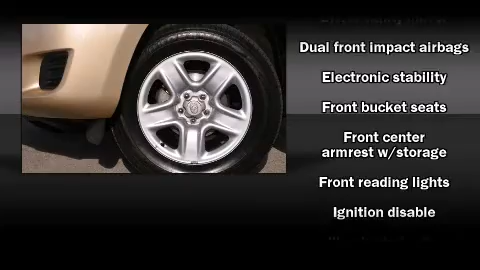 Dual front impact airbags
Electronic stability
Front bucket seats
Front center
armrest w/storage
Front reading lights
Ignition disable